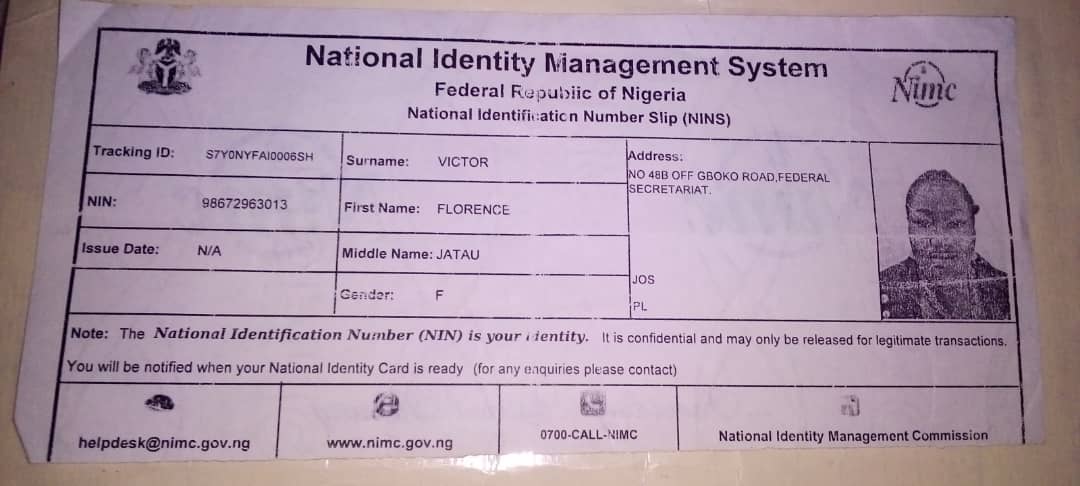 National Identity Management System
Federal Republic of Nigeria
National Identification Number Slip (NINS)
Nimc
Tracking ID: S7Y0NYFAI0006SH
Surname: VICTOR
Address:
NO 48B OFF GBOKO ROAD,FEDERAL
SECRETARIAT.
NIN: 98672963013
First Name: FLORENCE
Issue Date: N/A
Middle Name: JATAU
JOS
Gender: F
PL
Note: The National Identification Number (NIN) is your identity. It is confidential and may only be released for legitimate transactions.
You will be notified when your National Identity Card is ready (for any enquiries please contact)
helpdesk@nimc.gov.ng
www.nimc.gov.ng
0700-CALL-NIMC
National Identity Management Commission